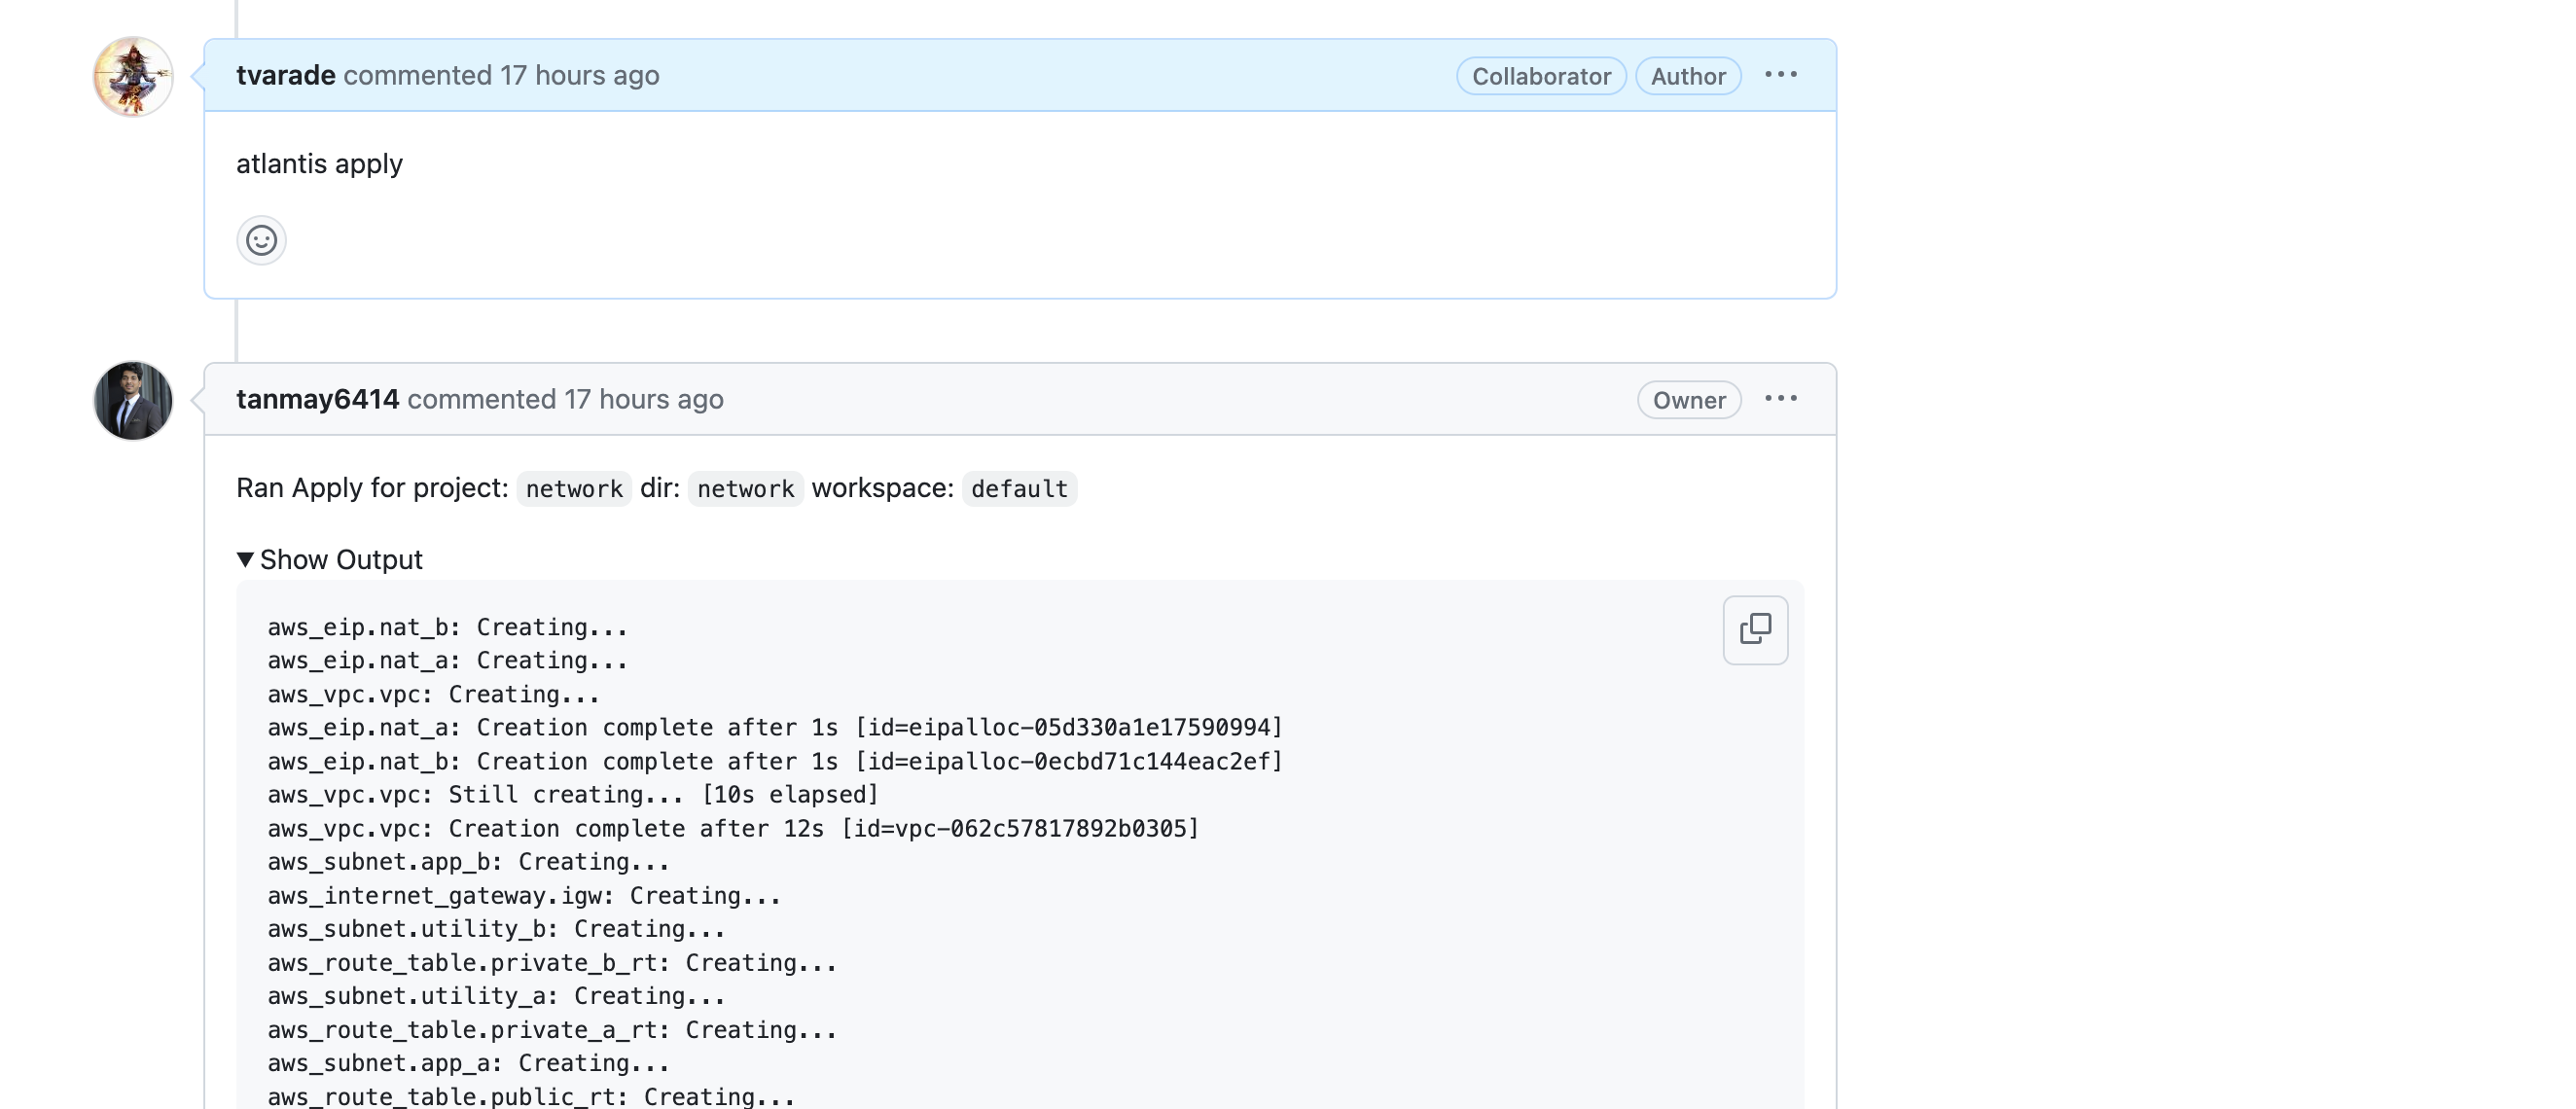 tvarade commented 17 hours ago Collaborator Author ...
atlantis apply
tanmay6414 commented 17 hours ago Owner ...
Ran Apply for project: network dir: network workspace: default
▼ Show Output
aws_eip.nat_b: Creating...
aws_eip.nat_a: Creating...
aws_vpc.vpc: Creating...
aws_eip.nat_a: Creation complete after 1s [id=eipalloc-05d330a1e17590994]
aws_eip.nat_b: Creation complete after 1s [id=eipalloc-0ecbd71c144eac2ef]
aws_vpc.vpc: Still creating... [10s elapsed]
aws_vpc.vpc: Creation complete after 12s [id=vpc-062c57817892b0305]
aws_subnet.app_b: Creating...
aws_internet_gateway.igw: Creating...
aws_subnet.utility_b: Creating...
aws_route_table.private_b_rt: Creating...
aws_subnet.utility_a: Creating...
aws_route_table.private_a_rt: Creating...
aws_subnet.app_a: Creating...
aws_route_table.public_rt: Creating...